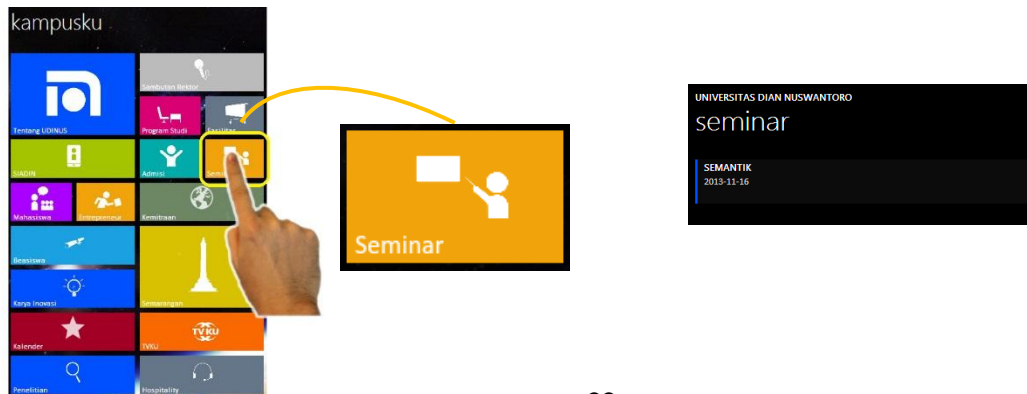 kampusku
Sambutan Rektor
Tentang UDINUS
Program Studi
Fasilitas
SIADIN
Admisi
Mahasiswa
Entrepreneur
Kemitraan
Beasiswa
Karya Inovasi
Semarangan
Kalender
TVKU
TVKU
Penelitian
Hospitality
Seminar
UNIVERSITAS DIAN NUSWANTORO
seminar
SEMANTIK
2013-11-16